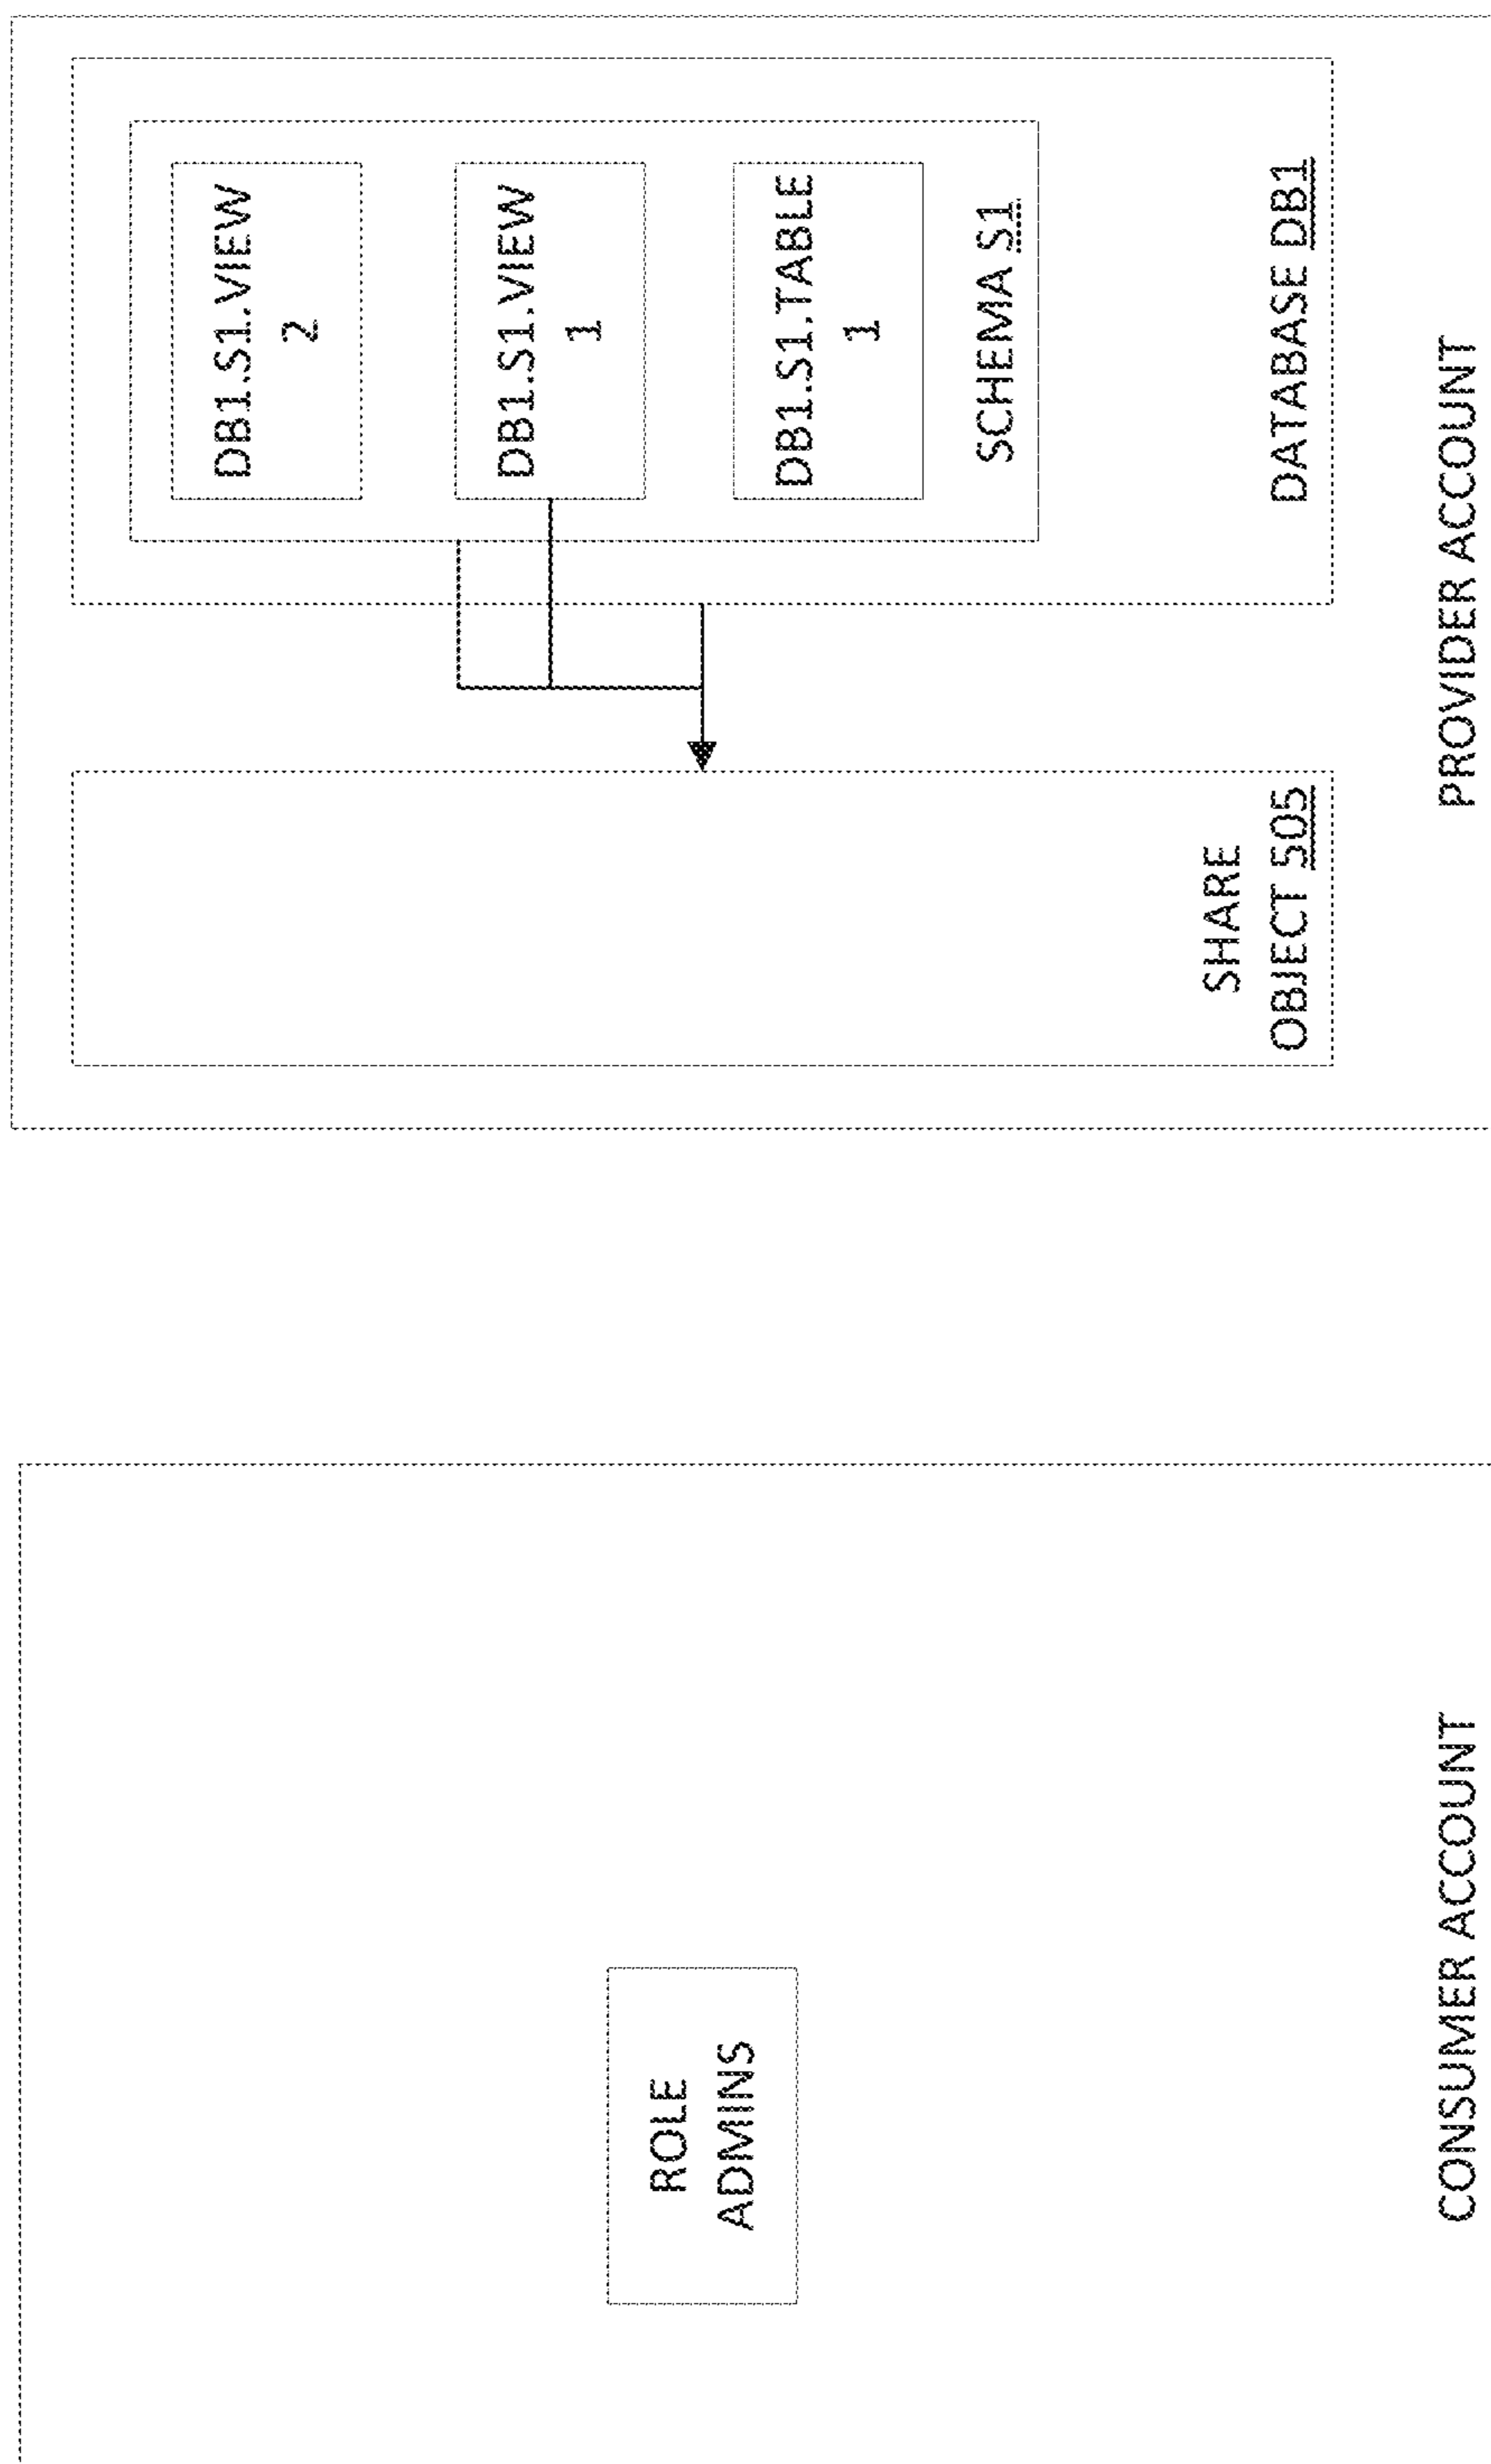 DB1.S1.VIEW
2
DB1.S1.VIEW
1
DB1.S1.TABLE
1
SCHEMA S1
DATABASE DB1
SHARE
OBJECT 505
PROVIDER ACCOUNT
ROLE
ADMINS
CONSUMER ACCOUNT